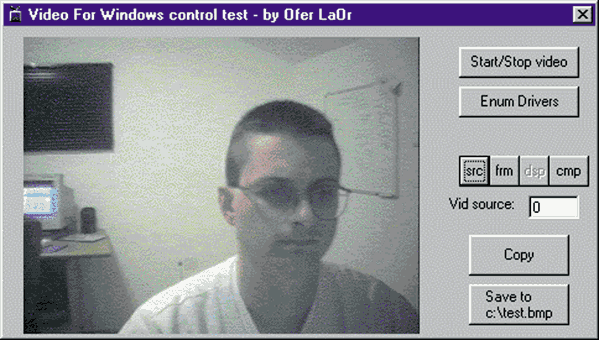 Video For Windows control test - by Ofer LaOr
Start/Stop video
Enum Drivers
src frm dsp cmp
Vid source: 0
Copy
Save to
c:\test.bmp